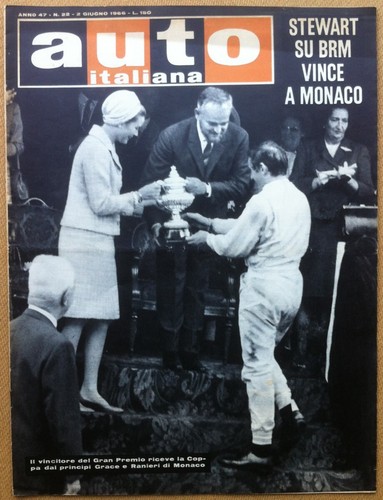 ANNO 47 - N. 22 - 2 GIUGNO 1966 - L. 150
auto
italiana
STEWART
SU BRM
VINCE
A MONACO
Il vincitore del Gran Premio riceve la Cop-
pa dai principi Grace e Ranieri di Monaco